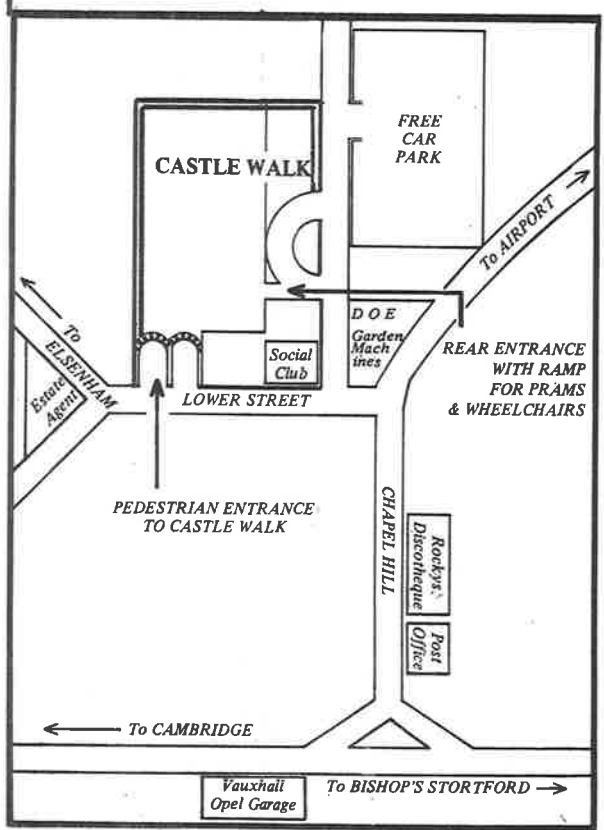 FREE
CAR
PARK
CASTLE WALK
To AIRPORT
To
ELSENHAM
Estate
Agent
D O E
Garden
Mach
ines
Social
Club
REAR ENTRANCE
WITH RAMP
FOR PRAMS
& WHEELCHAIRS
LOWER STREET
PEDESTRIAN ENTRANCE
TO CASTLE WALK
CHAPEL HILL
Rockys
Discotheque
Post
Office
To CAMBRIDGE
Vauxhall
Opel Garage
To BISHOP'S STORTFORD